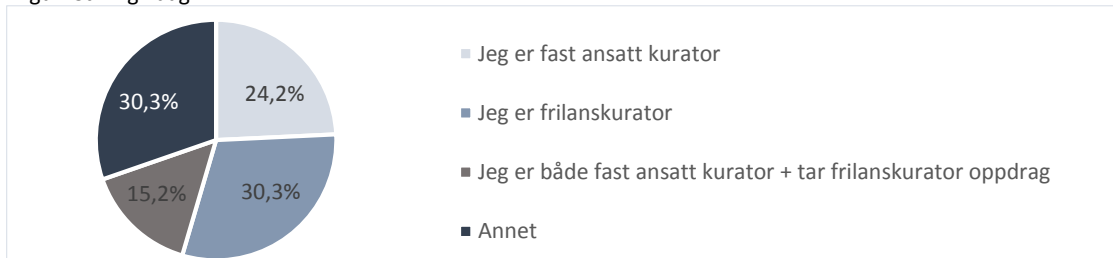 24,2%
30,3%
15,2%
30,3%
Jeg er fast ansatt kurator
Jeg er frilanskurator
Jeg er både fast ansatt kurator + tar frilanskurator oppdrag
Annet